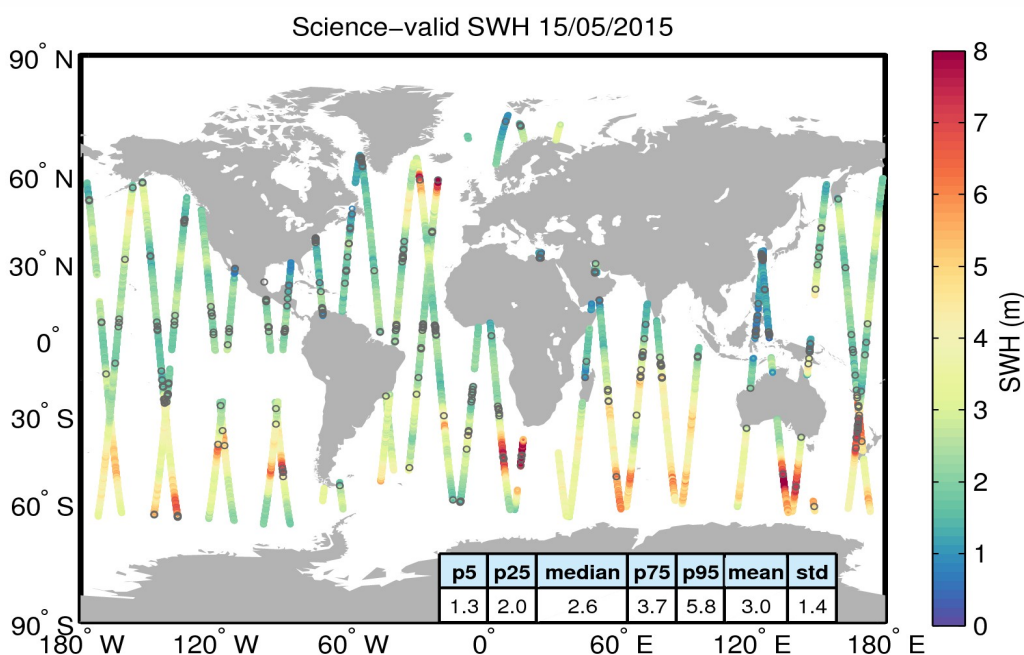 Science-valid SWH 15/05/2015
90° N
60° N
30° N
0°
30° S
60° S
90° S
180° W
120° W
60° W
0°
60° E
120° E
180° E
p5 p25 median p75 p95 mean std
1.3 2.0 2.6 3.7 5.8 3.0 1.4
8
7
6
5
4
3
2
1
0
SWH (m)